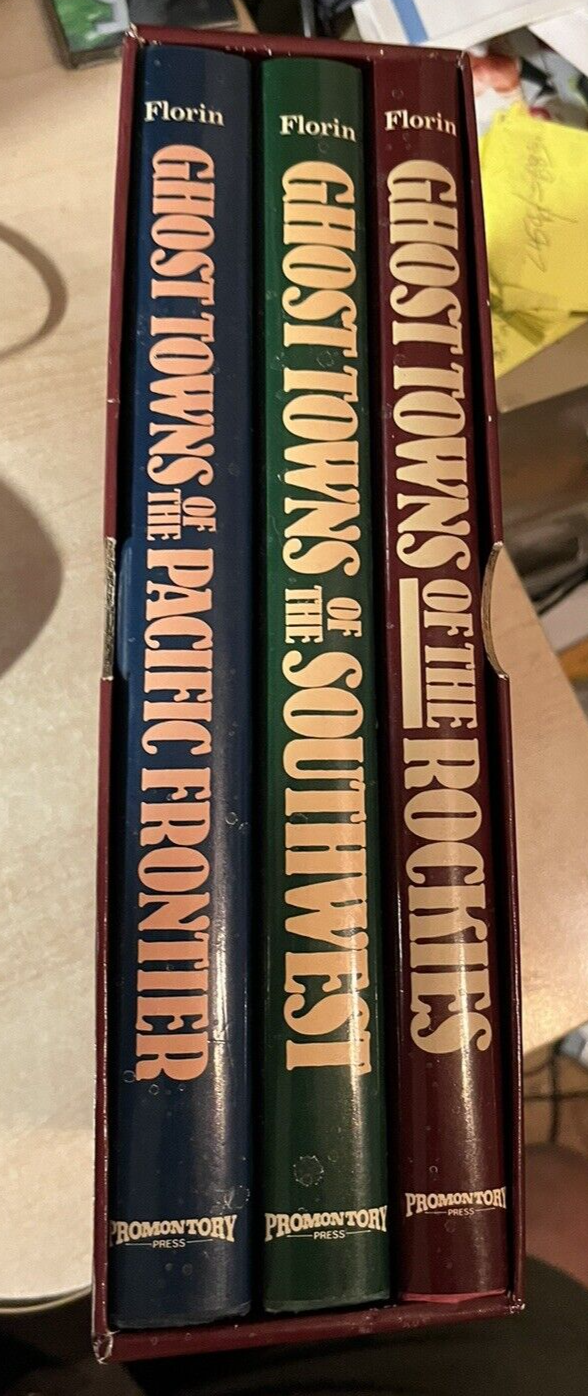 Florin
GHOST TOWNS OF THE PACIFIC FRONTIER
PROMONTORY
PRESS
Florin
GHOST TOWNS OF THE SOUTHWEST
PROMONTORY
PRESS
Florin
GHOST TOWNS OF THE ROCKIES
PROMONTORY
PRESS